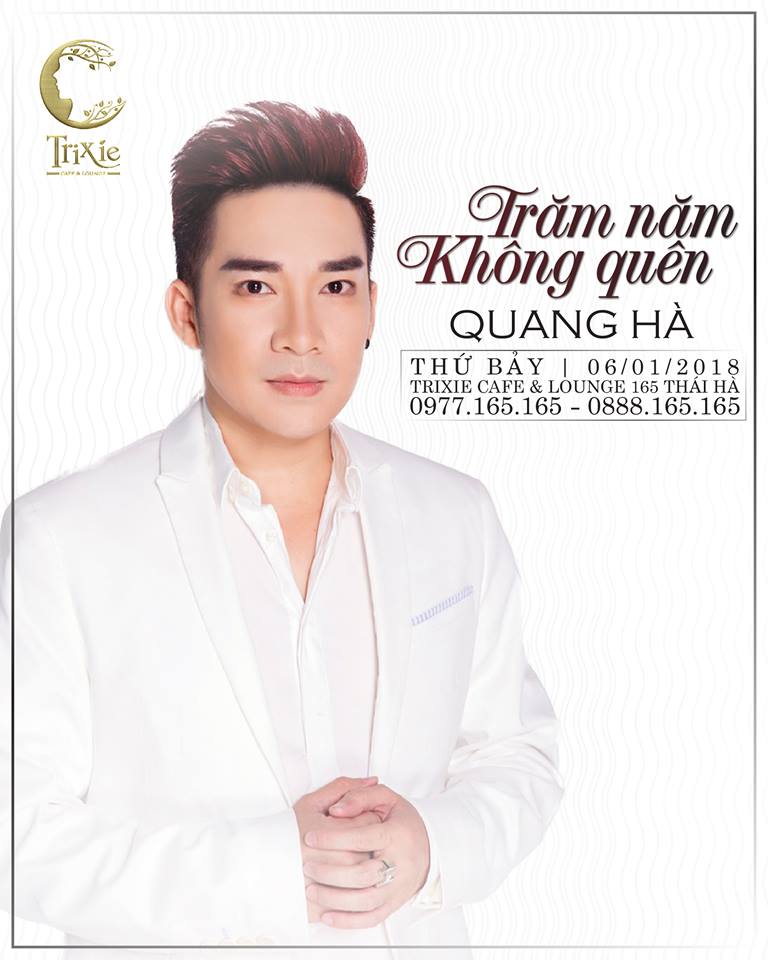 Trixie
CAFE & LOUNGE
Trăm năm
Không quên
QUANG HÀ
THỨ BẢY | 06/01/2018
TRIXIE CAFE & LOUNGE 165 THÁI HÀ
0977.165.165 - 0888.165.165